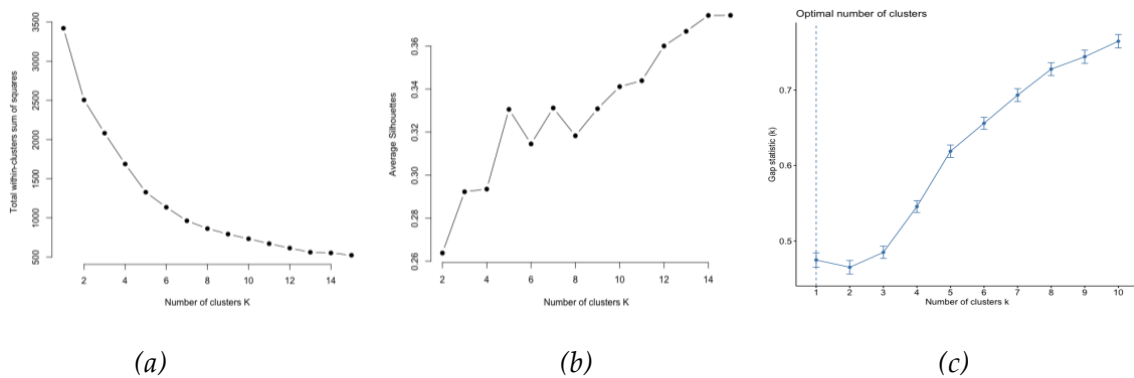 Total within-clusters sum of squares
3500
3000
2500
2000
1500
1000
500
2 4 6 8 10 12 14
Number of clusters K
(a)
Average Silhouettes
0.36
0.34
0.32
0.30
0.28
0.26
2 4 6 8 10 12 14
Number of clusters K
(b)
Optimal number of clusters
Gap statistic (k)
0.7
0.6
0.5
1 2 3 4 5 6 7 8 9 10
Number of clusters k
(c)